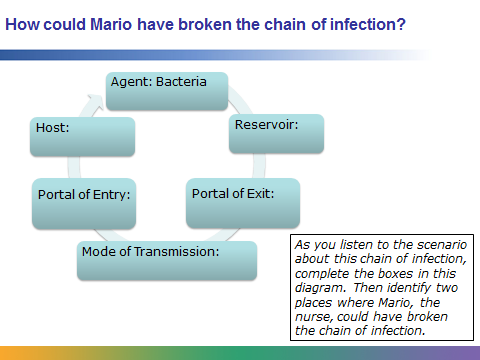 How could Mario have broken the chain of infection?
Agent: Bacteria
Reservoir:
Portal of Exit:
Mode of Transmission:
Portal of Entry:
Host:
As you listen to the scenario
about this chain of infection,
complete the boxes in this
diagram. Then identify two
places where Mario, the
nurse, could have broken
the chain of infection.